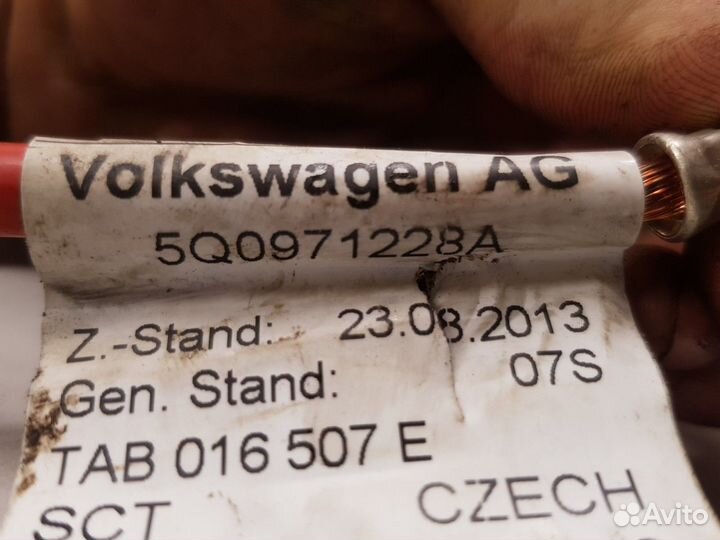 Volkswagen AG
5Q0971228A
Z.-Stand: 23.08.2013
Gen. Stand: 07S
TAB 016 507 E
SCT CZECH
Avito